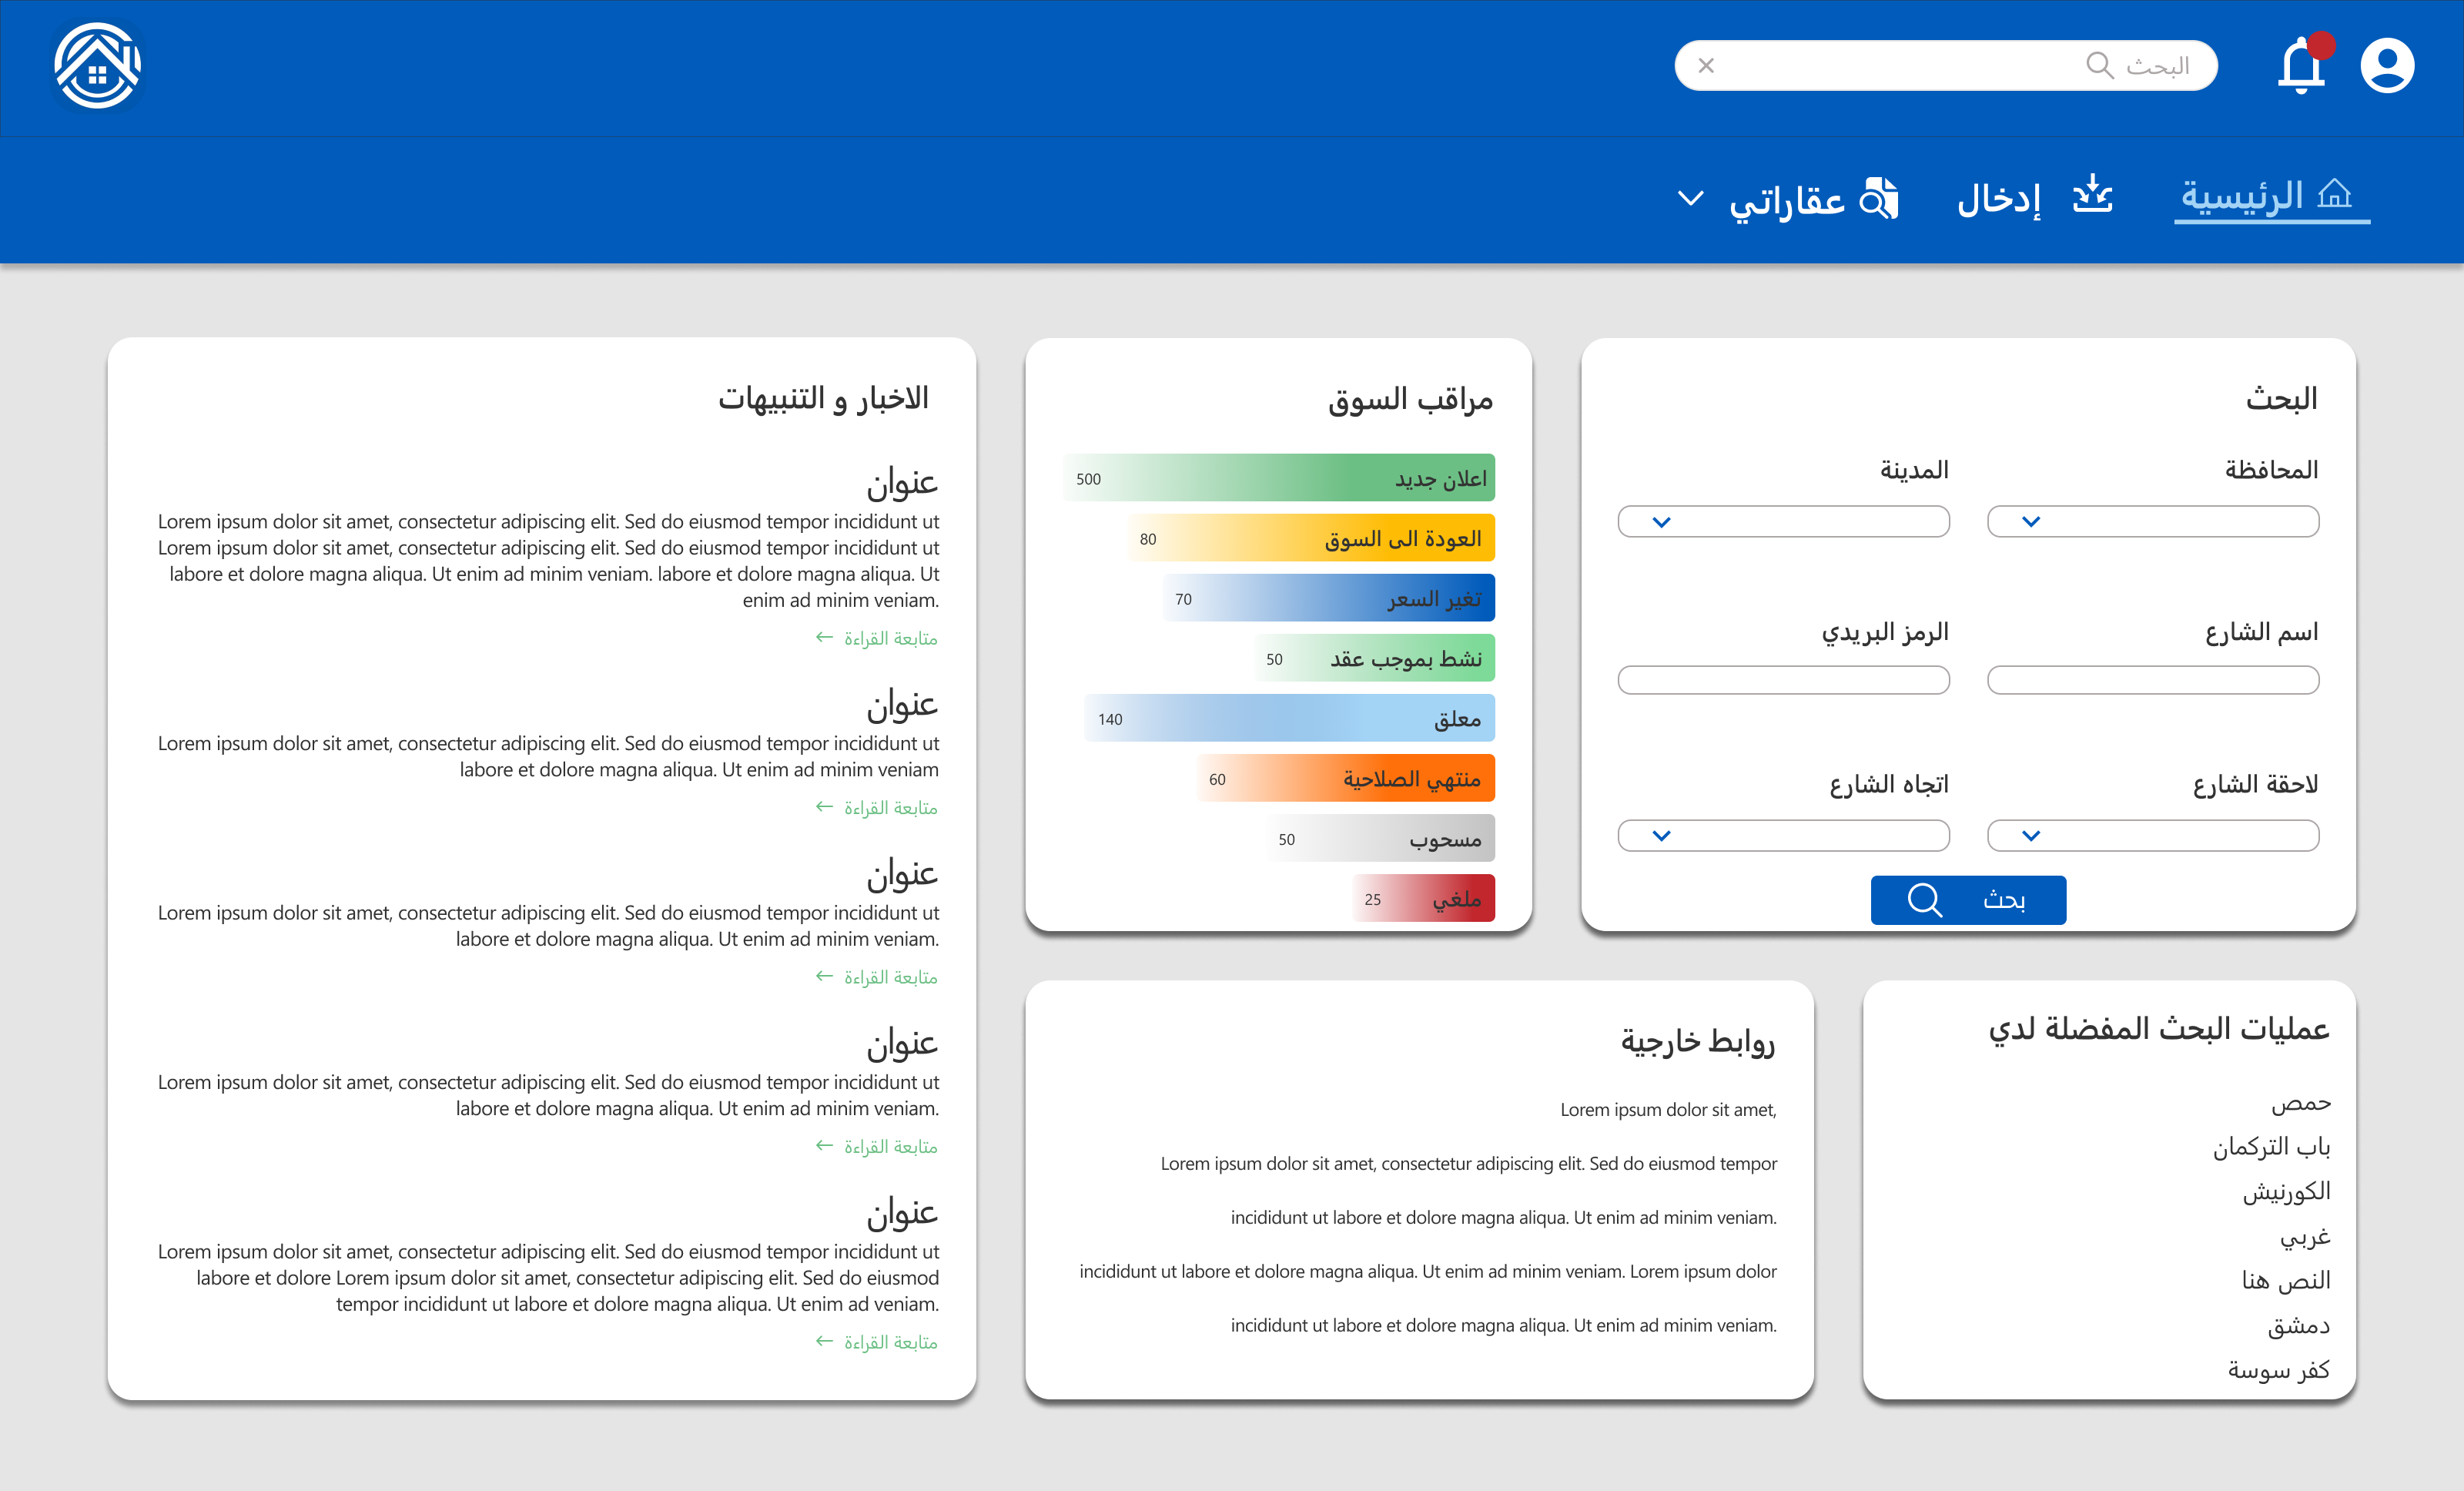 البحث
الرئيسية
إدخال
عقاراتي
البحث
المحافظة
المدينة
اسم الشارع
الرمز البريدي
لاحقة الشارع
اتجاه الشارع
بحث
مراقب السوق
اعلان جديد 500
العودة الى السوق 80
تغير السعر 70
نشط بموجب عقد 50
معلق 140
منتهي الصلاحية 60
مسحوب 50
ملغي 25
الاخبار و التنبيهات
عنوان
Lorem ipsum dolor sit amet, consectetur adipiscing elit. Sed do eiusmod tempor incididunt ut
Lorem ipsum dolor sit amet, consectetur adipiscing elit. Sed do eiusmod tempor incididunt ut
labore et dolore magna aliqua. Ut enim ad minim veniam. labore et dolore magna aliqua. Ut
enim ad minim veniam.
متابعة القراءة ←
عنوان
Lorem ipsum dolor sit amet, consectetur adipiscing elit. Sed do eiusmod tempor incididunt ut
labore et dolore magna aliqua. Ut enim ad minim veniam
متابعة القراءة ←
عنوان
Lorem ipsum dolor sit amet, consectetur adipiscing elit. Sed do eiusmod tempor incididunt ut
labore et dolore magna aliqua. Ut enim ad minim veniam.
متابعة القراءة ←
عنوان
Lorem ipsum dolor sit amet, consectetur adipiscing elit. Sed do eiusmod tempor incididunt ut
labore et dolore magna aliqua. Ut enim ad minim veniam.
متابعة القراءة ←
عنوان
Lorem ipsum dolor sit amet, consectetur adipiscing elit. Sed do eiusmod tempor incididunt ut
labore et dolore Lorem ipsum dolor sit amet, consectetur adipiscing elit. Sed do eiusmod
tempor incididunt ut labore et dolore magna aliqua. Ut enim ad veniam.
متابعة القراءة ←
عمليات البحث المفضلة لدي
حمص
باب التركمان
الكورنيش
غربي
النص هنا
دمشق
كفر سوسة
روابط خارجية
Lorem ipsum dolor sit amet,
Lorem ipsum dolor sit amet, consectetur adipiscing elit. Sed do eiusmod tempor
incididunt ut labore et dolore magna aliqua. Ut enim ad minim veniam.
incididunt ut labore et dolore magna aliqua. Ut enim ad minim veniam. Lorem ipsum dolor
incididunt ut labore et dolore magna aliqua. Ut enim ad minim veniam.